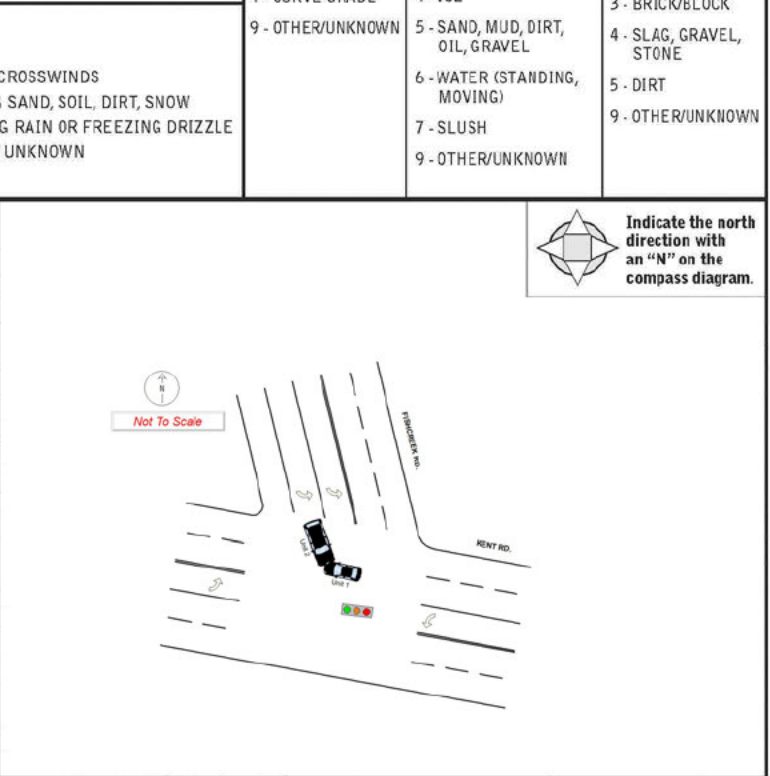 9 - OTHER/UNKNOWN
5 - SAND, MUD, DIRT,
OIL, GRAVEL
6 - WATER (STANDING,
MOVING)
7 - SLUSH
9 - OTHER/UNKNOWN
3 - BRICK/BLOCK
4 - SLAG, GRAVEL,
STONE
5 - DIRT
9 - OTHER/UNKNOWN
CROSSWINDS
SAND, SOIL, DIRT, SNOW
G RAIN OR FREEZING DRIZZLE
UNKNOWN
Indicate the north
direction with
an “N” on the
compass diagram.
N
Not To Scale
FISHCREEK RD.
KENT RD.
Unit 2
Unit 1